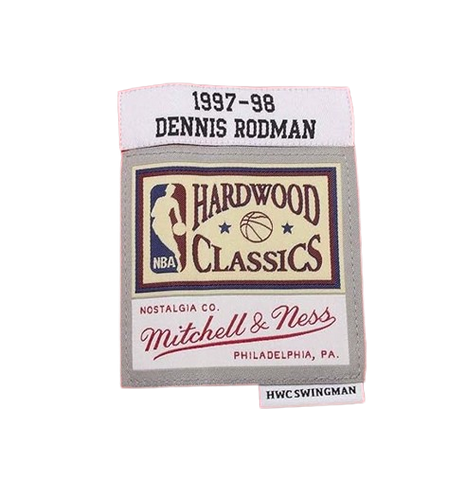 1997-98
DENNIS RODMAN
HARDWOOD
CLASSICS
NBA
NOSTALGIA CO.
Mitchell & Ness
PHILADELPHIA, PA.
HWC SWINGMAN